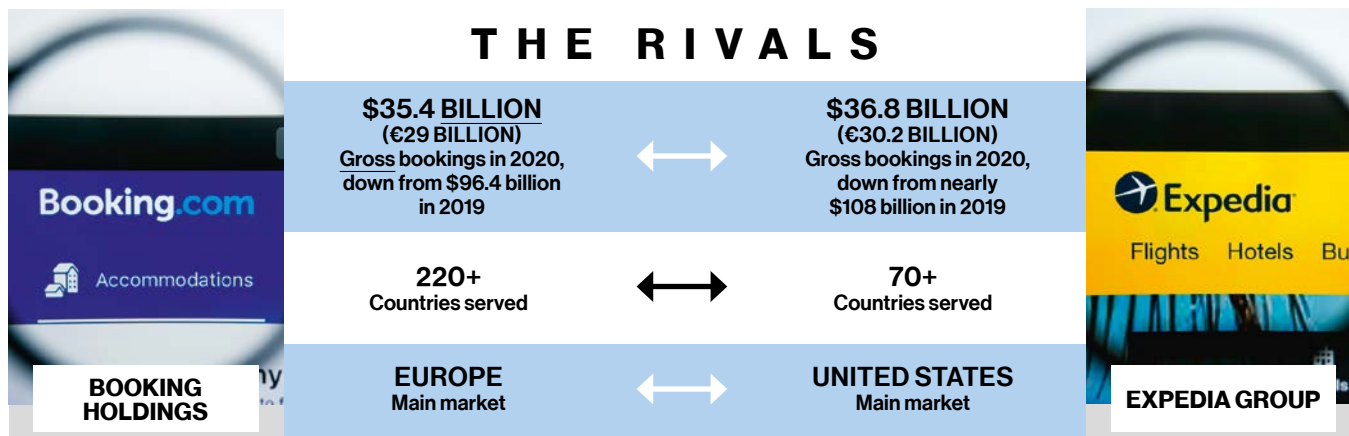 THE RIVALS
Booking.com
Accommodations
BOOKING
HOLDINGS
$35.4 BILLION
(€29 BILLION)
Gross bookings in 2020,
down from $96.4 billion
in 2019
$36.8 BILLION
(€30.2 BILLION)
Gross bookings in 2020,
down from nearly
$108 billion in 2019
220+
Countries served
70+
Countries served
EUROPE
Main market
UNITED STATES
Main market
Expedia
Flights Hotels Bu
EXPEDIA GROUP